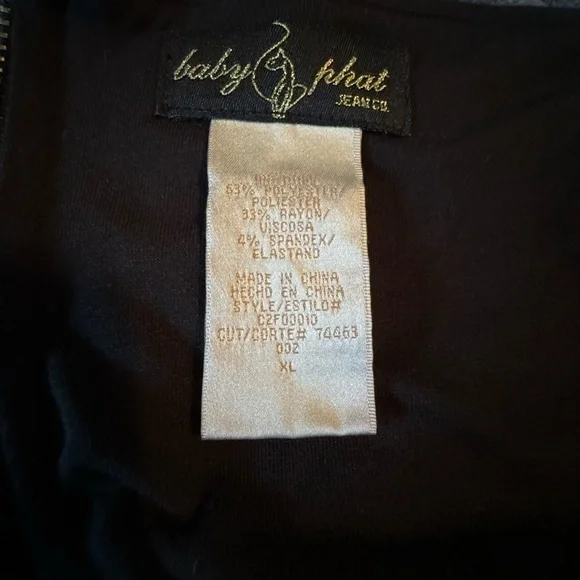 baby phat
JEAN CO.
63% POLYESTER/
POLIESTER
33% RAYON/
VISCOSA
4% SPANDEX/
ELASTANO
MADE IN CHINA
HECHO EN CHINA
STYLE/ESTILO#
C2F00010
CUT/CORTE# 74463
002
XL